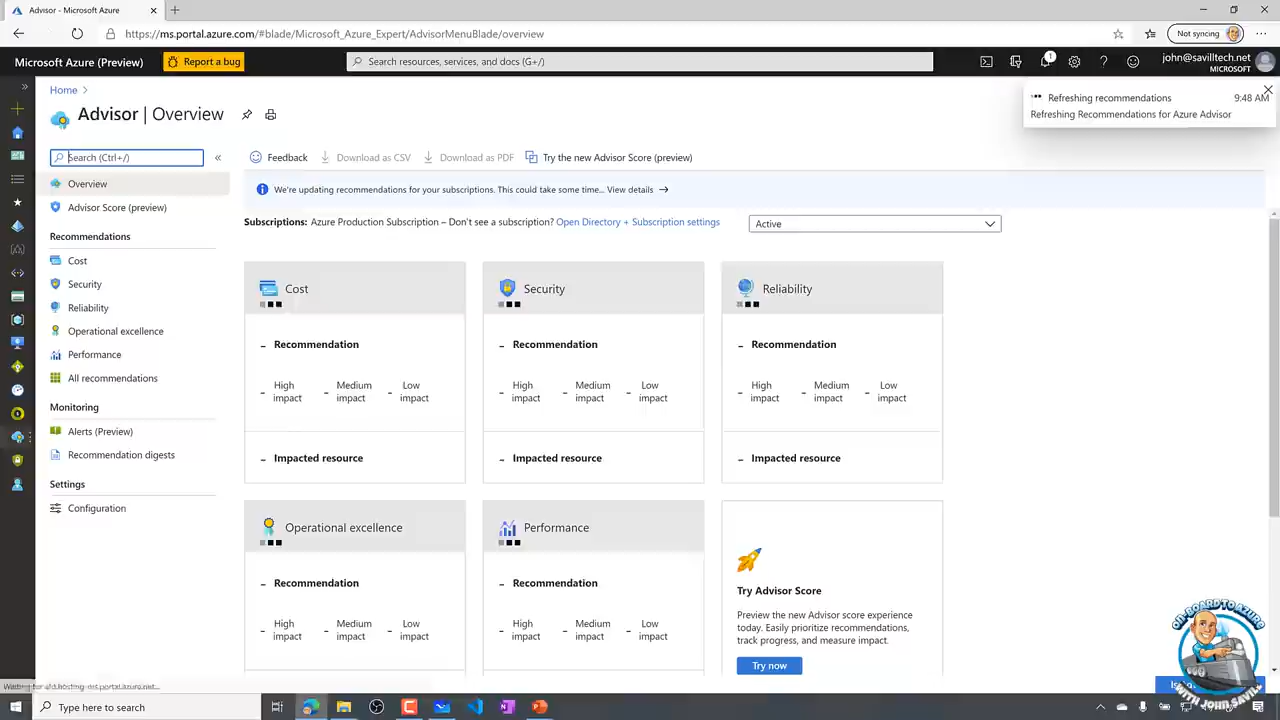 Advisor - Microsoft Azure
https://ms.portal.azure.com/#blade/Microsoft_Azure_Expert/AdvisorMenuBlade/overview
Not syncing
Microsoft Azure (Preview)
Report a bug
Search resources, services, and docs (G+/)
1
john@savilltech.net
MICROSOFT
Home
Advisor | Overview
Refreshing recommendations
9:48 AM
Refreshing Recommendations for Azure Advisor
Search (Ctrl+/)
Feedback
Download as CSV
Download as PDF
Try the new Advisor Score (preview)
Overview
Advisor Score (preview)
Recommendations
Cost
Security
Reliability
Operational excellence
Performance
All recommendations
Monitoring
Alerts (Preview)
Recommendation digests
Settings
Configuration
We're updating recommendations for your subscriptions. This could take some time... View details →
Subscriptions: Azure Production Subscription – Don't see a subscription? Open Directory + Subscription settings
Active
Cost
- Recommendation
- High impact
- Medium impact
- Low impact
- Impacted resource
Security
- Recommendation
- High impact
- Medium impact
- Low impact
- Impacted resource
Reliability
- Recommendation
- High impact
- Medium impact
- Low impact
- Impacted resource
Operational excellence
- Recommendation
- High impact
- Medium impact
- Low impact
Performance
- Recommendation
- High impact
- Medium impact
- Low impact
Try Advisor Score
Preview the new Advisor score experience
today. Easily prioritize recommendations,
track progress, and measure impact.
Try now
ON-BOARD TO AZURE
Type here to search